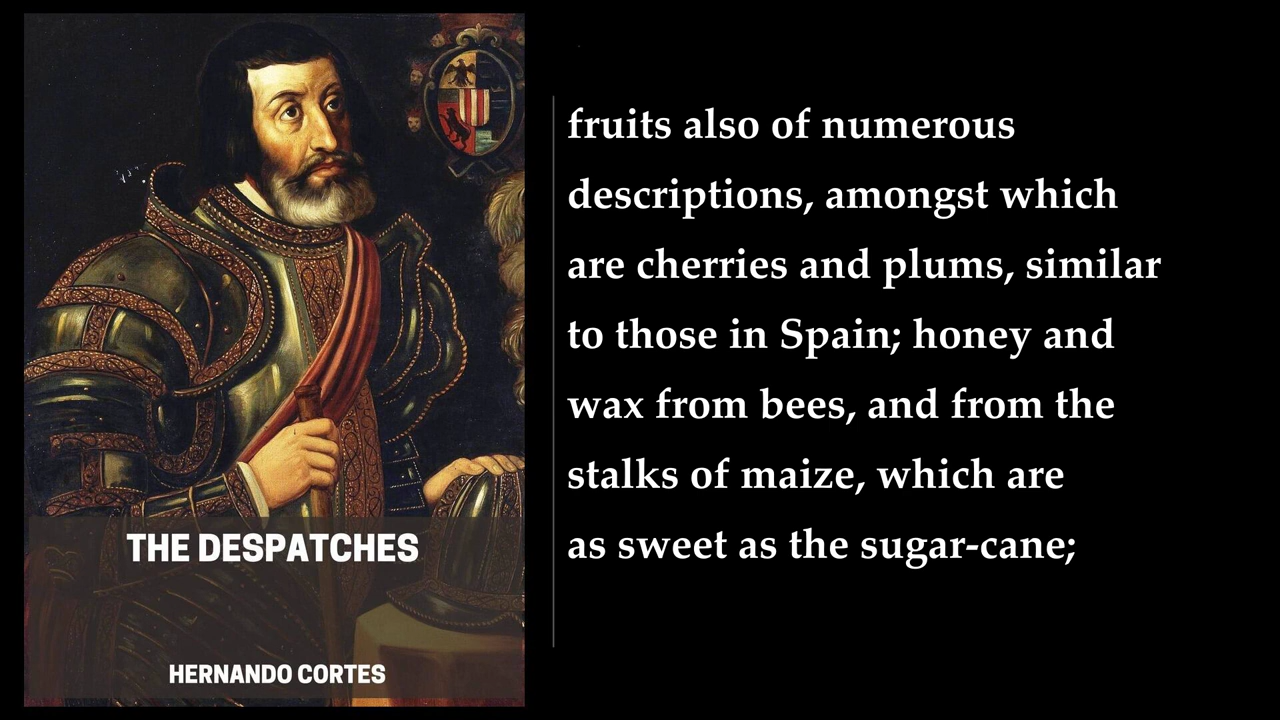 THE DESPATCHES
HERNANDO CORTES
fruits also of numerous
descriptions, amongst which
are cherries and plums, similar
to those in Spain; honey and
wax from bees, and from the
stalks of maize, which are
as sweet as the sugar-cane;